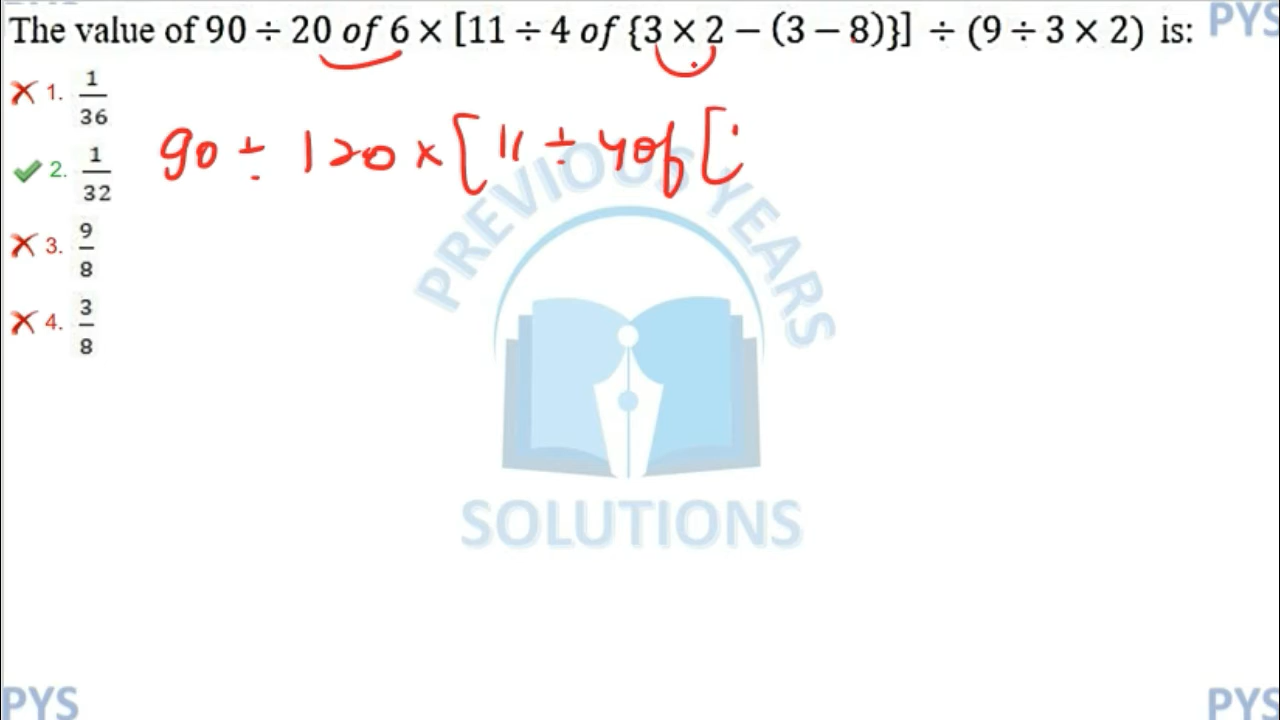 The value of 90 ÷ 20 of 6 × [11 ÷ 4 of {3 × 2 − (3 − 8)}] ÷ (9 ÷ 3 × 2) is:
PYS
1. 1/36
2. 1/32
3. 9/8
4. 3/8
90 ÷ 120 × [11 ÷ 4 of [
PREVIOUS YEARS
SOLUTIONS
PYS
PYS